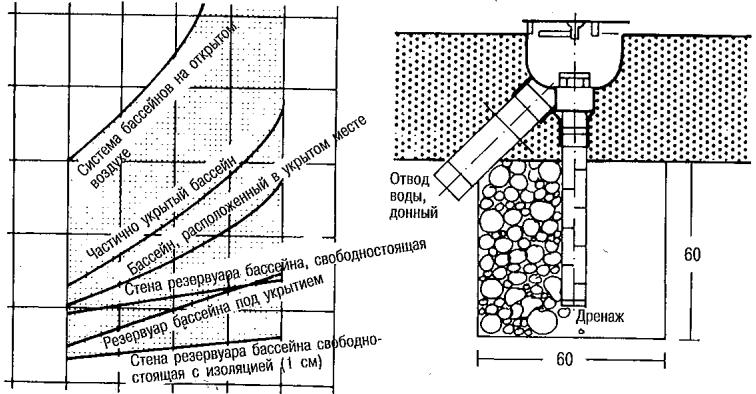 Система бассейнов на открытом
воздухе
Частично укрытый бассейн
Бассейн, расположенный в укрытом месте
Стена резервуара бассейна, свободностоящая
Резервуар бассейна под укрытием
Стена резервуара бассейна свободно-
стоящая с изоляцией (1 см)
Отвод
воды,
донный
60
Дренаж
60